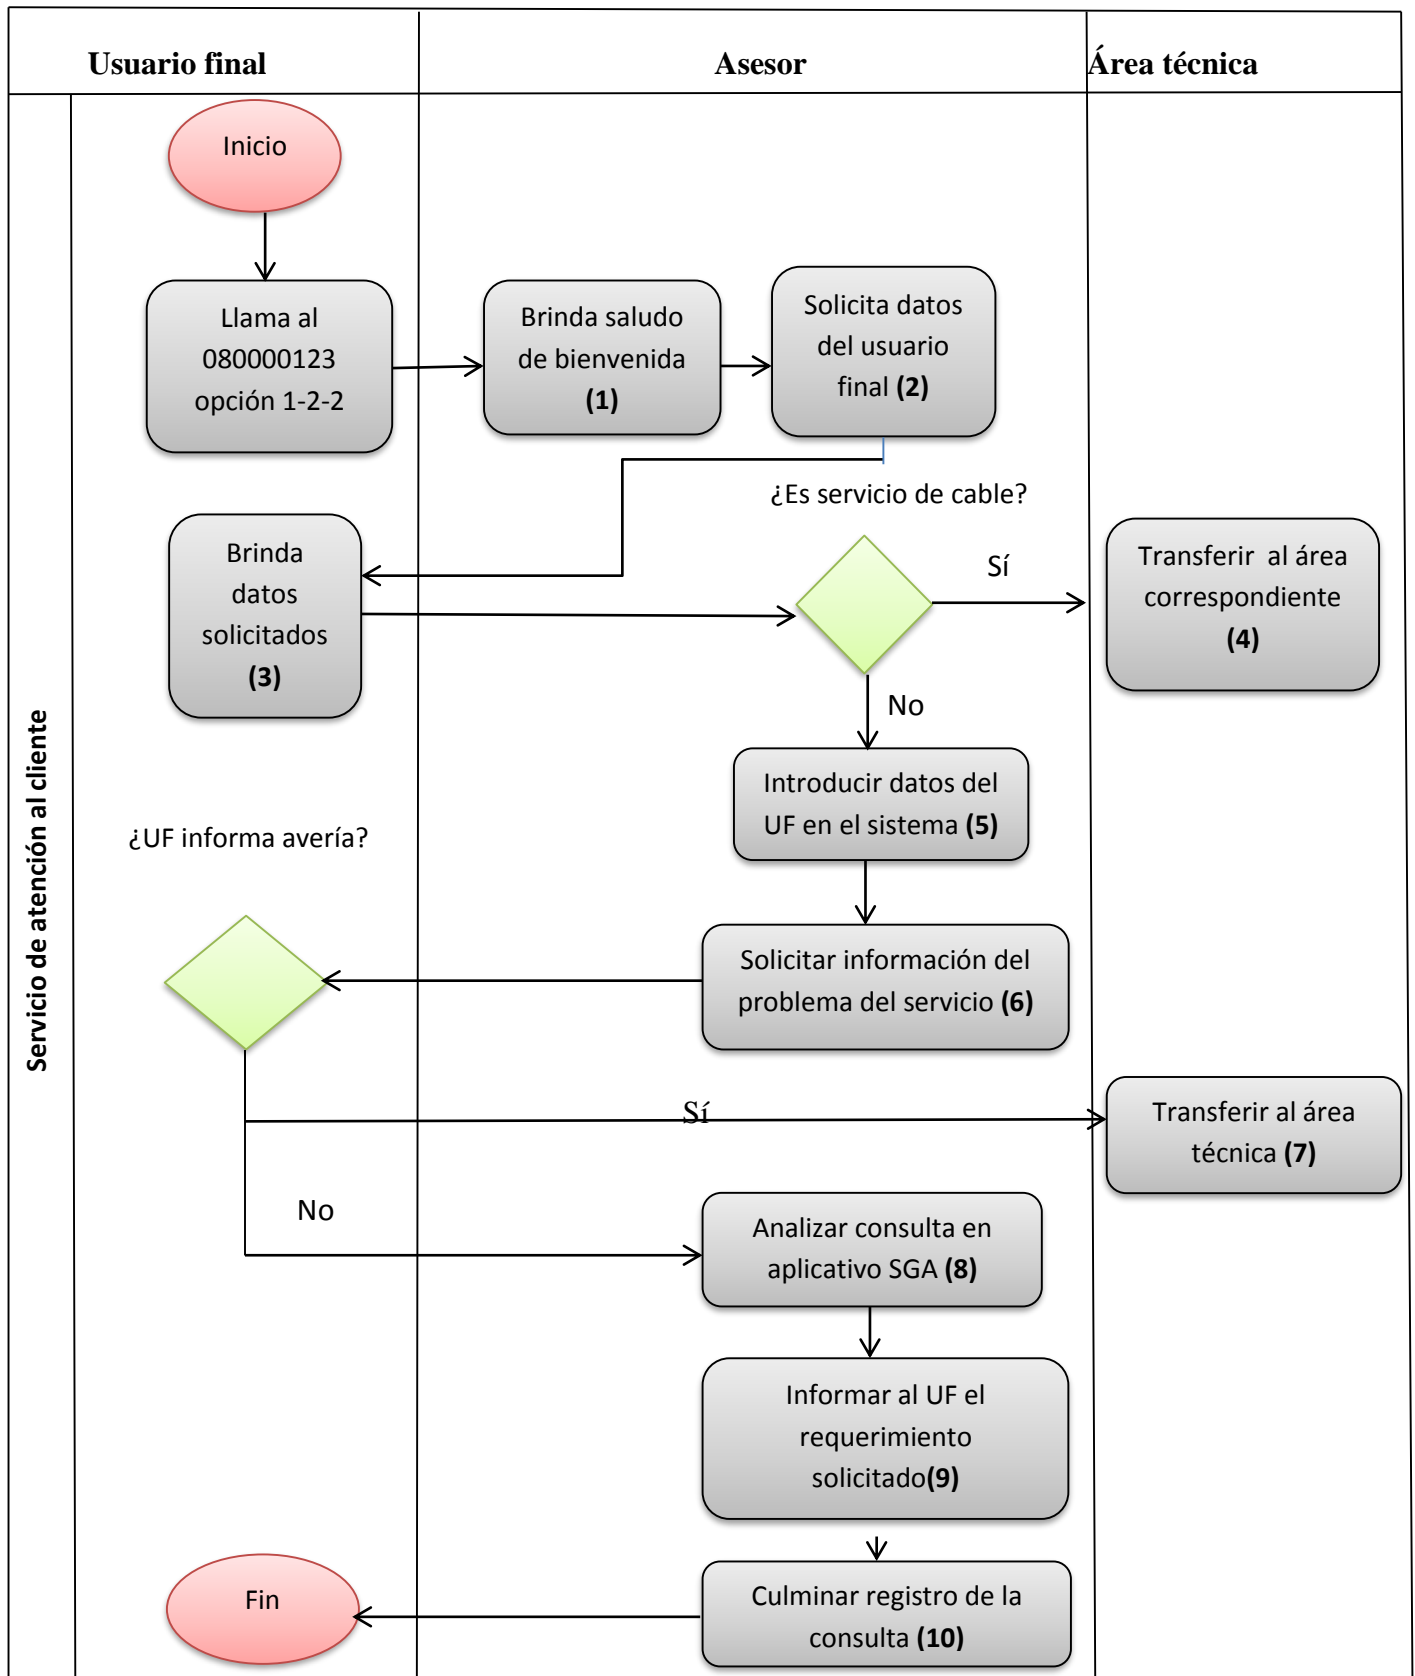 Usuario final
Asesor
Área técnica
Servicio de atención al cliente
Inicio
Llama al
080000123
opción 1-2-2
Brinda saludo
de bienvenida
(1)
Solicita datos
del usuario
final (2)
¿Es servicio de cable?
Brinda
datos
solicitados
(3)
Sí
Transferir al área
correspondiente
(4)
No
Introducir datos del
UF en el sistema (5)
¿UF informa avería?
Solicitar información del
problema del servicio (6)
Sí
Transferir al área
técnica (7)
No
Analizar consulta en
aplicativo SGA (8)
Informar al UF el
requerimiento
solicitado(9)
Culminar registro de la
consulta (10)
Fin